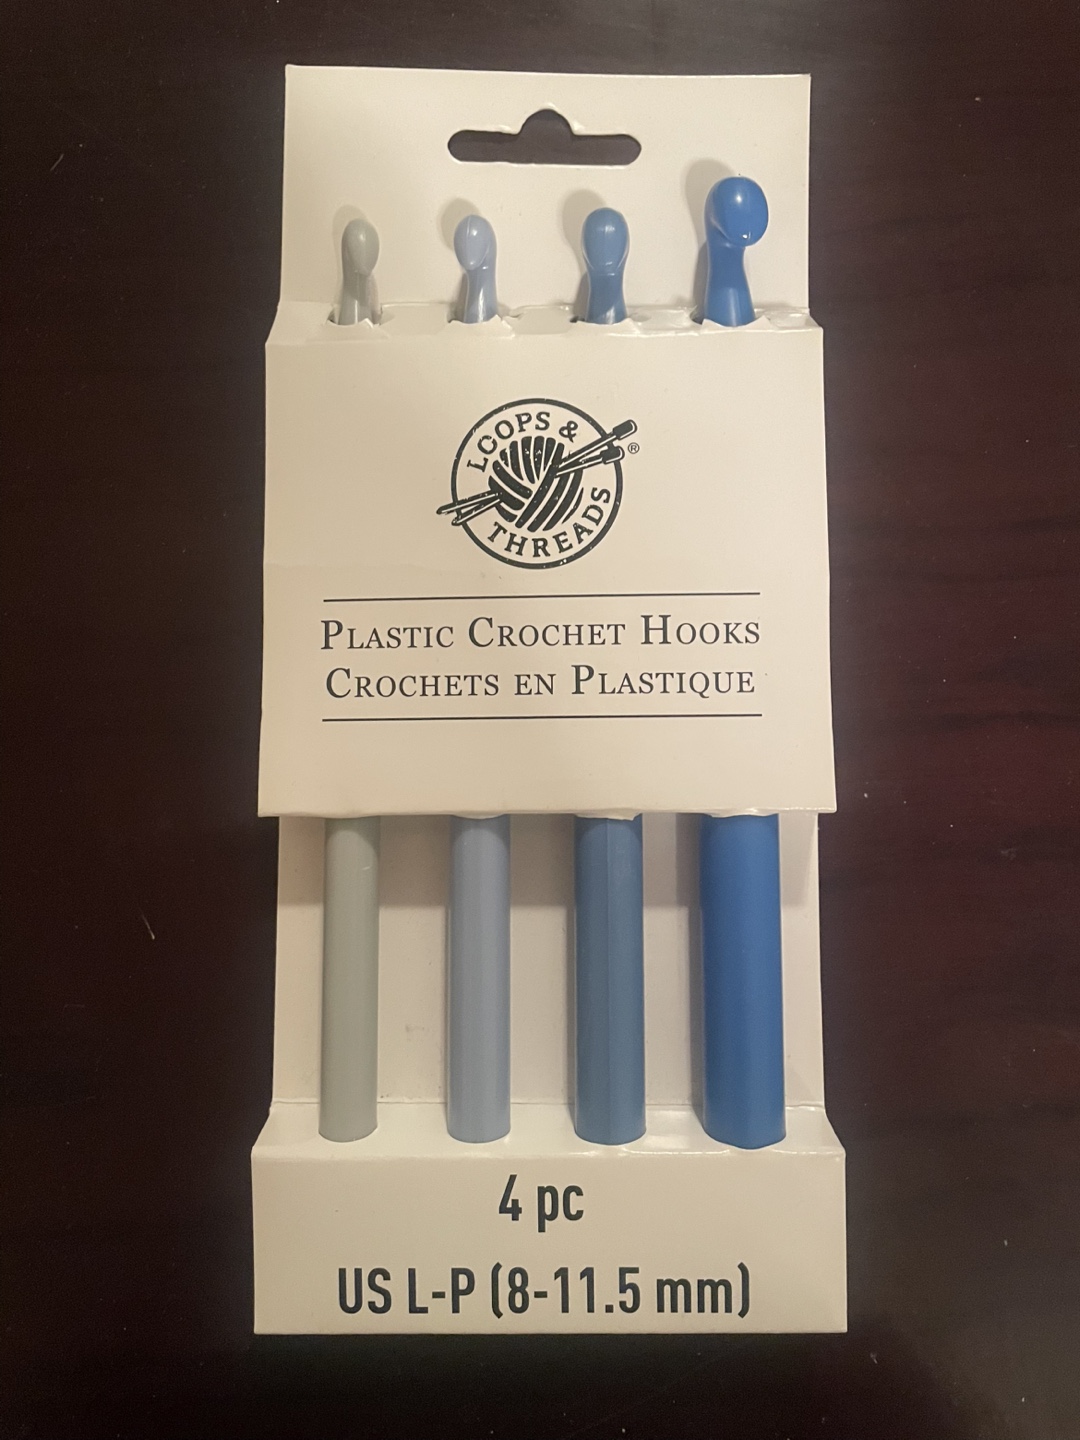 LOOPS &
THREADS
®
PLASTIC CROCHET HOOKS
CROCHETS EN PLASTIQUE
4 pc
US L-P (8-11.5 mm)